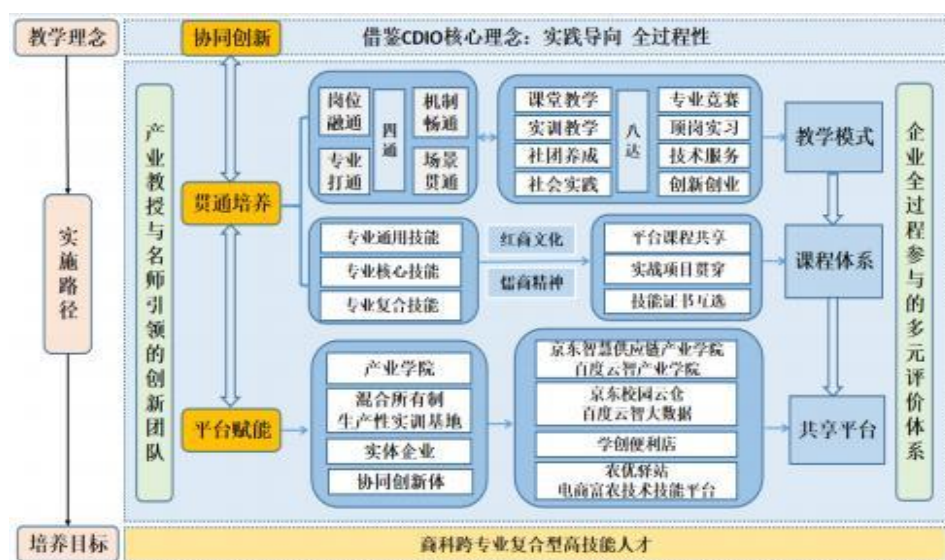 教学理念
协同创新
借鉴CDIO核心理念：实践导向 全过程性
实施路径
产业教授与名师引领的创新团队
贯通培养
岗位
融通
四通
机制
畅通
专业
打通
场景
贯通
课堂教学
实训教学
社团养成
社会实践
八达
专业竞赛
顶岗实习
技术服务
创新创业
教学模式
专业通用技能
专业核心技能
专业复合技能
红商文化
儒商精神
平台课程共享
实战项目贯穿
技能证书互选
课程体系
平台赋能
产业学院
混合所有制
生产性实训基地
实体企业
协同创新体
京东智慧供应链产业学院
百度云智产业学院
京东校园云仓
百度云智大数据
学创便利店
农优驿站
电商富农技术技能平台
共享平台
企业全过程参与的多元评价体系
培养目标
商科跨专业复合型高技能人才